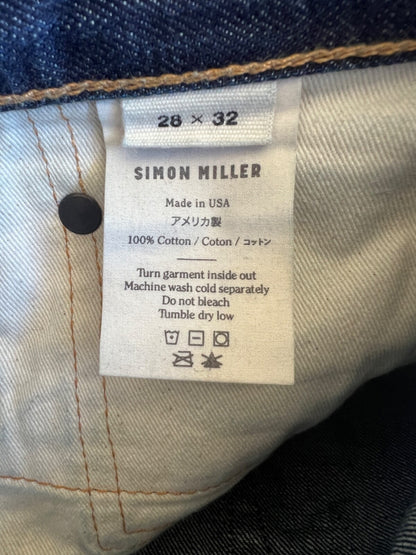 28 × 32
SIMON MILLER
Made in USA
アメリカ製
100% Cotton / Coton / コットン
Turn garment inside out
Machine wash cold separately
Do not bleach
Tumble dry low